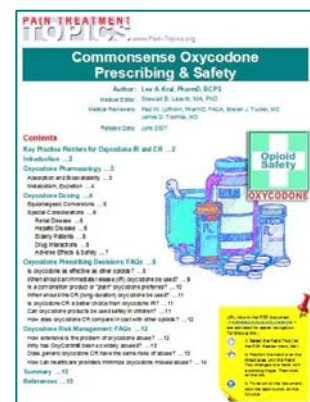 PAIN TREATMENT
TOPICS
www.Pain-Topics.org
Commonsense Oxycodone
Prescribing & Safety
Author: Lee A. Kral, PharmD, BCPS
Medical Editor: Stewart B. Leavitt, MA, PhD
Medical Reviewers:
Release Date: June 2007
Contents
Key Practice Pointers for Oxycodone IR and CR ...2
Introduction ...2
Oxycodone Pharmacology ...3
Absorption and Bioavailability ...3
Metabolism, Excretion ...4
Oxycodone Dosing ...4
Equianalgesic Conversions ...5
Special Considerations ...6
Renal Disease ...6
Hepatic Disease ...6
Elderly Patients ...6
Drug Interactions ...6
Adverse Effects & Safety ...7
Oxycodone Prescribing Decisions: FAQs ...8
Is oxycodone as effective as other opioids? ...8
When should an immediate release (IR) oxycodone be used? ...9
Is a combination product or "plain" oxycodone preferred? ...10
When should the CR (long duration) oxycodone be used? ...11
Is oxycodone CR a better choice than oxycodone IR? ...11
Can oxycodone products be used safely in children? ...11
How does oxycodone CR compare in cost with other opioids? ...12
Oxycodone Risk Management: FAQs ...12
How extensive is the problem of oxycodone abuse? ...12
Why has OxyContin® been so widely abused? ...13
Does generic oxycodone CR have the same risks of abuse? ...13
How can healthcare providers minimize oxycodone misuse/abuse? ...14
Summary ...15
References ...15
Opioid
Safety
OXYCODONE